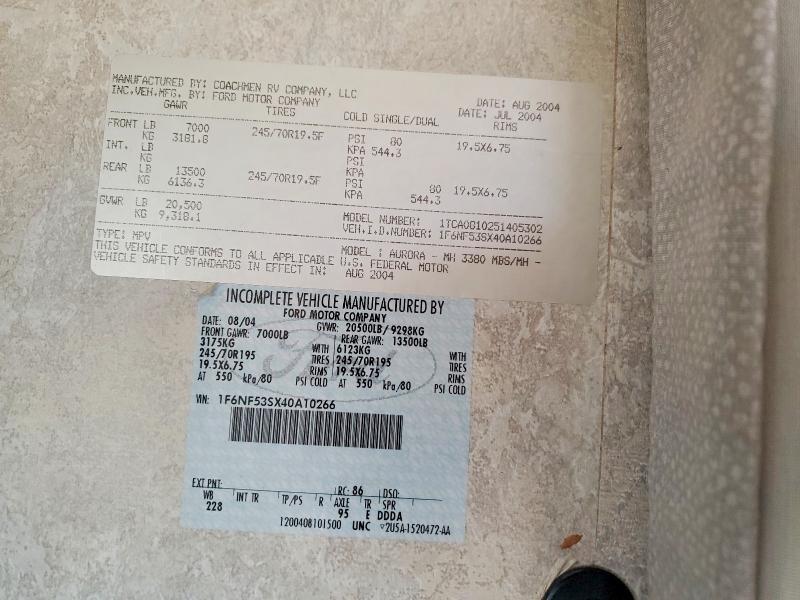 MANUFACTURED BY: COACHMEN RV COMPANY, LLC DATE: AUG 2004
INC.VEH.MFG. BY: FORD MOTOR COMPANY DATE: JUL 2004
GAWR TIRES COLD SINGLE/DUAL RIMS
FRONT LB 7000 245/70R19.5F PSI 80 19.5X6.75
KG 3181.8 KPA 544.3
INT. LB PSI
KG KPA
REAR LB 13500 245/70R19.5F PSI 80 19.5X6.75
KG 6136.3 KPA 544.3
GVWR LB 20,500
KG 9,318.1
MODEL NUMBER: 1TCA0G10251405302
VEH.I.D.NUMBER: 1F6NF53SX40A10266
TYPE: MPV MODEL : AURORA - MH 3380 MBS/MH -
THIS VEHICLE CONFORMS TO ALL APPLICABLE U.S. FEDERAL MOTOR
VEHICLE SAFETY STANDARDS IN EFFECT IN: AUG 2004
INCOMPLETE VEHICLE MANUFACTURED BY
FORD MOTOR COMPANY
DATE: 08/04 GVWR: 20500LB/9298KG
FRONT GAWR: 7000LB REAR GAWR: 13500LB
3175KG WITH 6123KG WITH
245/70R195 TIRES 245/70R195 TIRES
19.5X6.75 RIMS 19.5X6.75 RIMS
AT 550 kPa/80 PSI COLD AT 550 kPa/80 PSI COLD
VIN: 1F6NF53SX40A10266
EXT PNT: RC: 86 DSO:
WB INT TR TP/PS R AXLE TR SPR
228 95 E DDDA
1200408101500 UNC 2U5A-1520472-AA